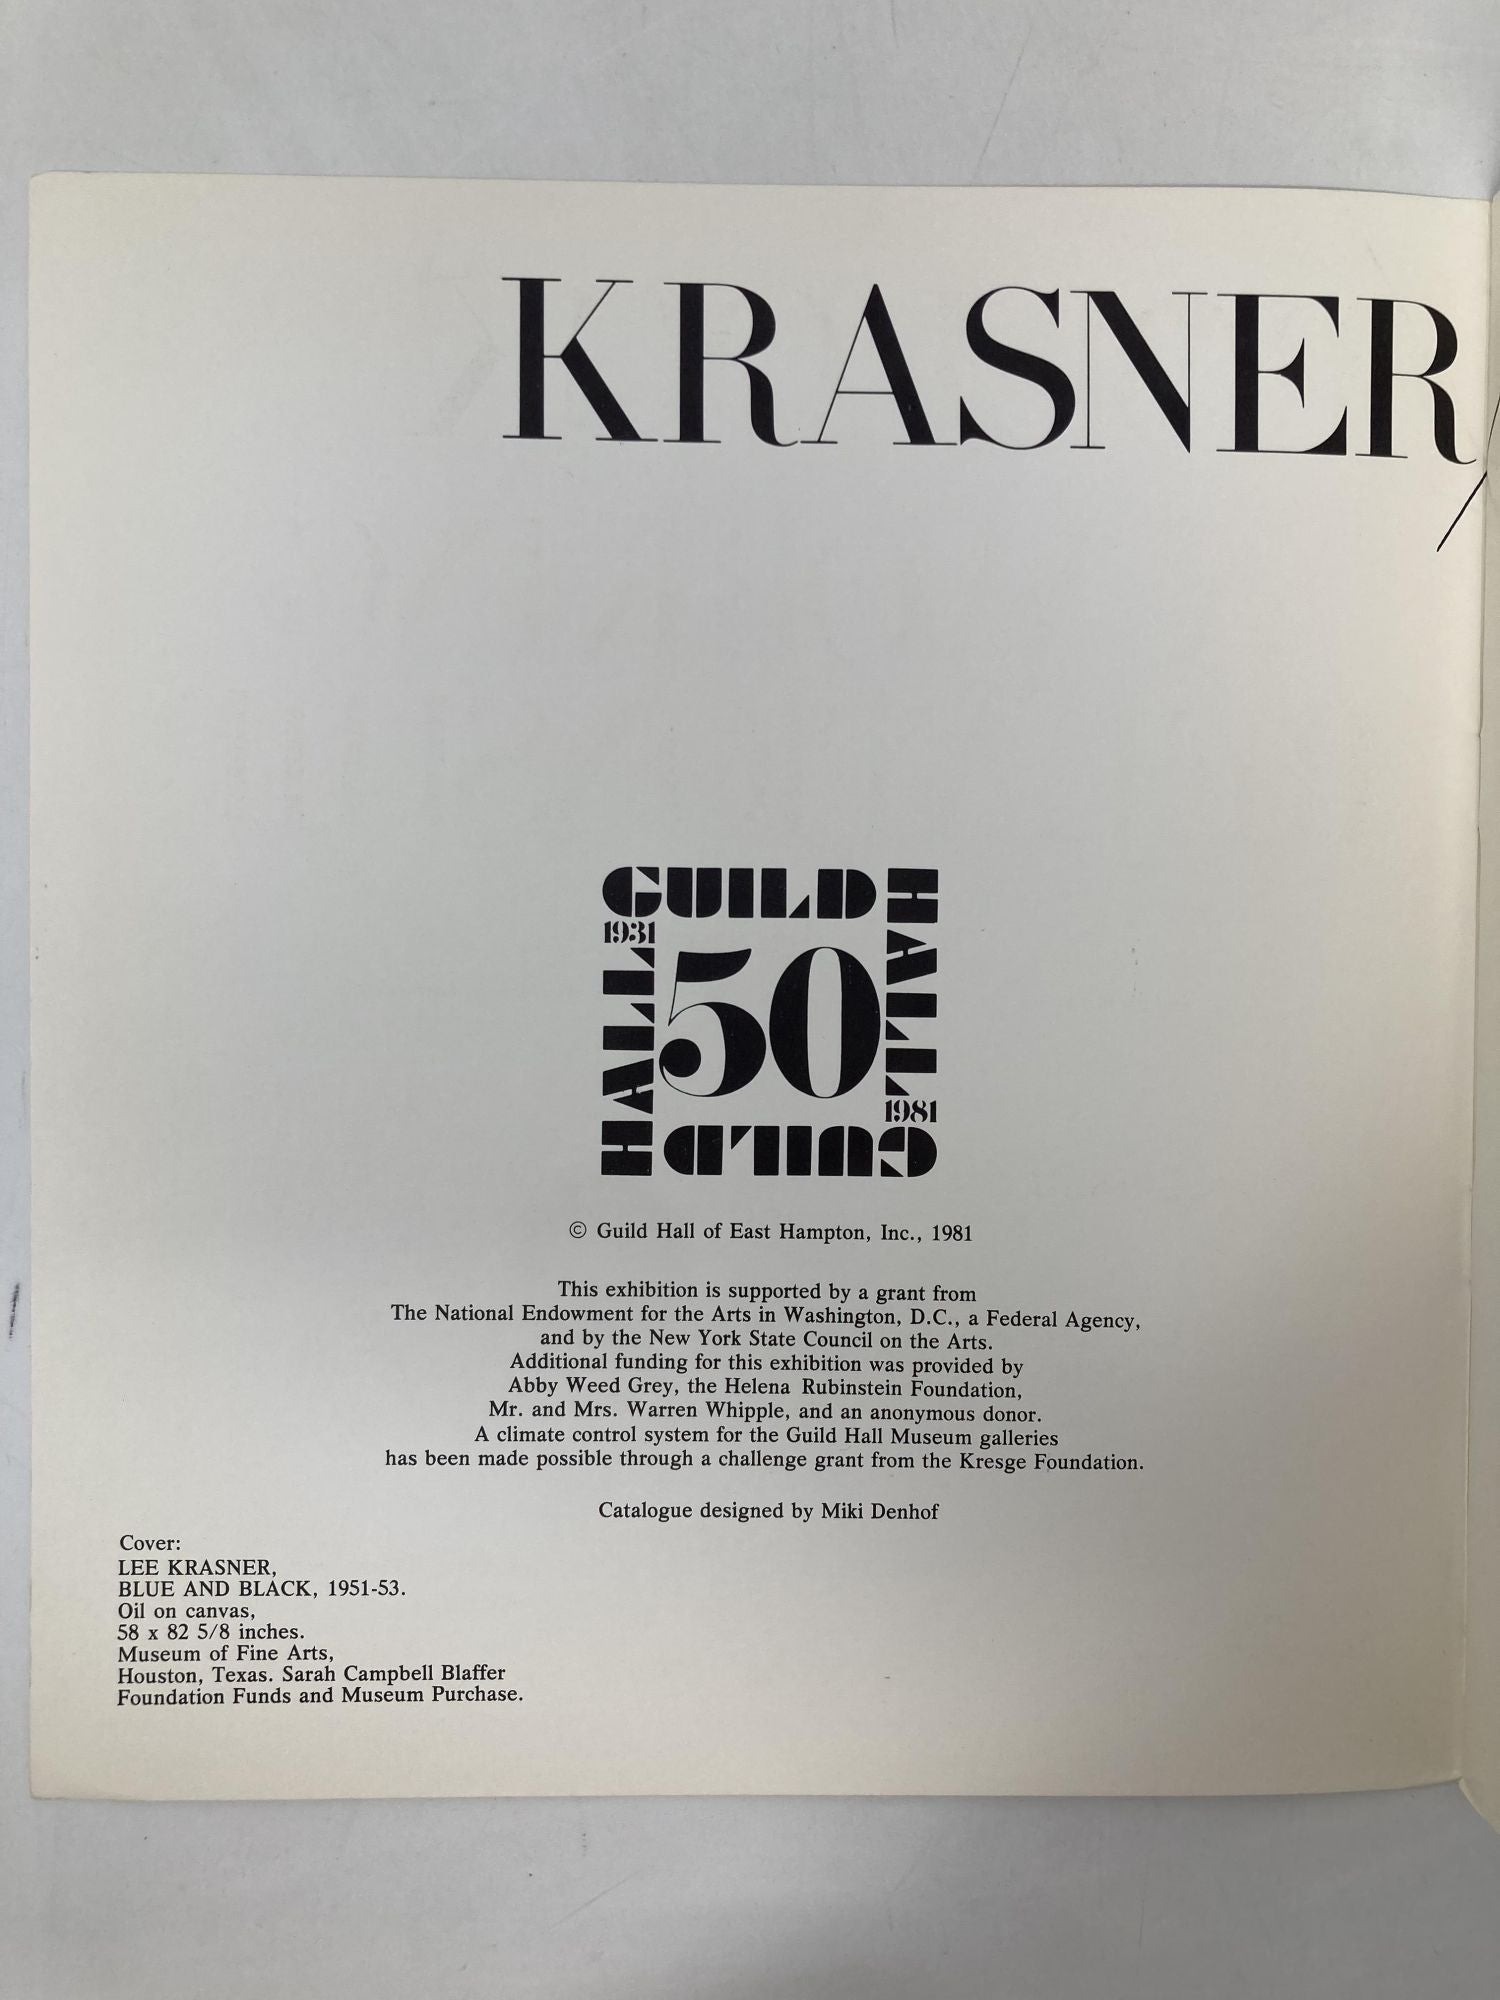 KRASNER/
GUILD HALL
1931
50
HALL
1981
GUILD
© Guild Hall of East Hampton, Inc., 1981
This exhibition is supported by a grant from
The National Endowment for the Arts in Washington, D.C., a Federal Agency,
and by the New York State Council on the Arts.
Additional funding for this exhibition was provided by
Abby Weed Grey, the Helena Rubinstein Foundation,
Mr. and Mrs. Warren Whipple, and an anonymous donor.
A climate control system for the Guild Hall Museum galleries
has been made possible through a challenge grant from the Kresge Foundation.
Catalogue designed by Miki Denhof
Cover:
LEE KRASNER,
BLUE AND BLACK, 1951-53.
Oil on canvas,
58 x 82 5/8 inches.
Museum of Fine Arts,
Houston, Texas. Sarah Campbell Blaffer
Foundation Funds and Museum Purchase.